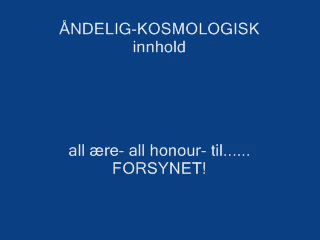 ÅNDELIG-KOSMOLOGISK
innhold
all ære- all honour- til......
FORSYNET!